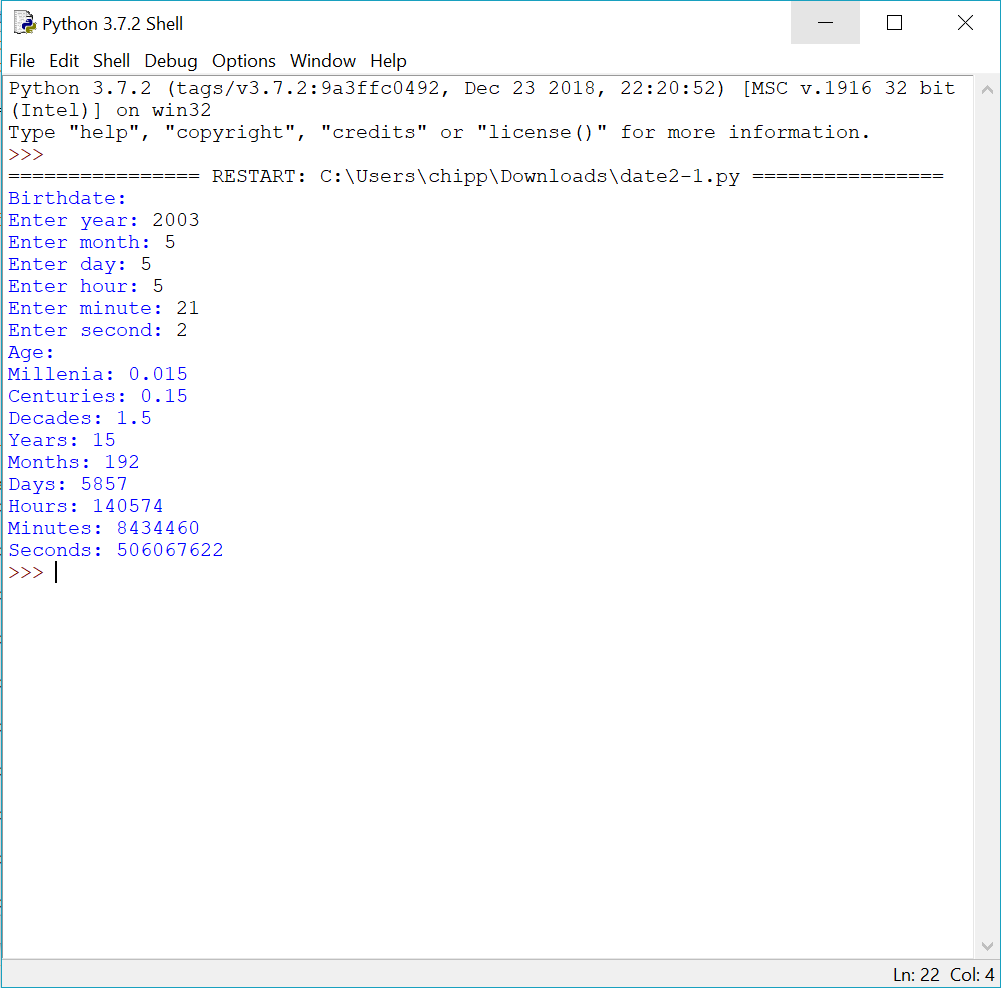 Python 3.7.2 Shell
File Edit Shell Debug Options Window Help
Python 3.7.2 (tags/v3.7.2:9a3ffc0492, Dec 23 2018, 22:20:52) [MSC v.1916 32 bit
(Intel)] on win32
Type "help", "copyright", "credits" or "license()" for more information.
>>>
================ RESTART: C:\Users\chipp\Downloads\date2-1.py ================
Birthdate:
Enter year: 2003
Enter month: 5
Enter day: 5
Enter hour: 5
Enter minute: 21
Enter second: 2
Age:
Millenia: 0.015
Centuries: 0.15
Decades: 1.5
Years: 15
Months: 192
Days: 5857
Hours: 140574
Minutes: 8434460
Seconds: 506067622
>>>
Ln: 22 Col: 4